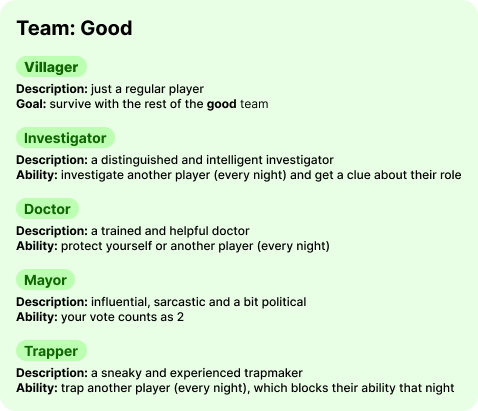 Team: Good
Villager
Description: just a regular player
Goal: survive with the rest of the good team
Investigator
Description: a distinguished and intelligent investigator
Ability: investigate another player (every night) and get a clue about their role
Doctor
Description: a trained and helpful doctor
Ability: protect yourself or another player (every night)
Mayor
Description: influential, sarcastic and a bit political
Ability: your vote counts as 2
Trapper
Description: a sneaky and experienced trapmaker
Ability: trap another player (every night), which blocks their ability that night